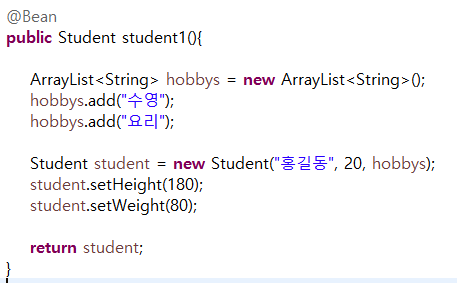 @Bean
public Student student1(){
ArrayList<String> hobbys = new ArrayList<String>();
hobbys.add("수영");
hobbys.add("요리");
Student student = new Student("홍길동", 20, hobbys);
student.setHeight(180);
student.setWeight(80);
return student;
}